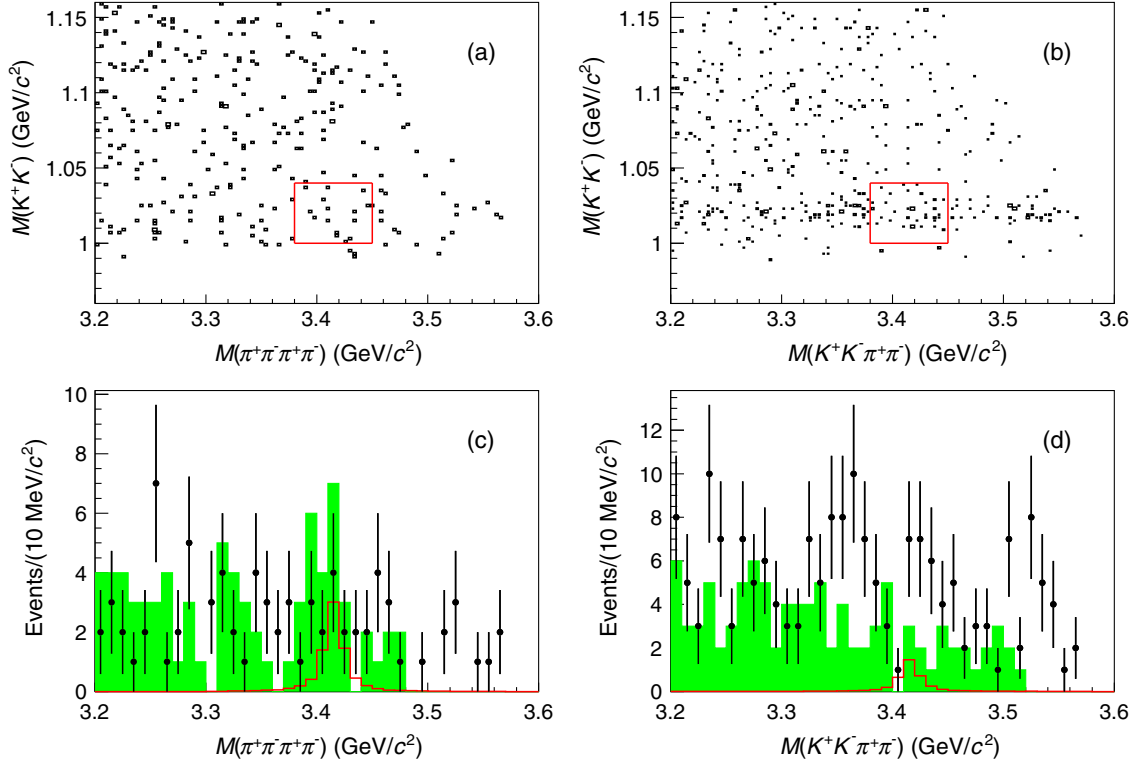 (a)
M(K⁺K⁻) (GeV/c²)
1.15
1.1
1.05
1
3.2 3.3 3.4 3.5 3.6
M(π⁺π⁻π⁺π⁻) (GeV/c²)
(b)
M(K⁺K⁻) (GeV/c²)
1.15
1.1
1.05
1
3.2 3.3 3.4 3.5 3.6
M(K⁺K⁻π⁺π⁻) (GeV/c²)
(c)
Events/(10 MeV/c²)
10
8
6
4
2
0
3.2 3.3 3.4 3.5 3.6
M(π⁺π⁻π⁺π⁻) (GeV/c²)
(d)
Events/(10 MeV/c²)
12
10
8
6
4
2
0
3.2 3.3 3.4 3.5 3.6
M(K⁺K⁻π⁺π⁻) (GeV/c²)